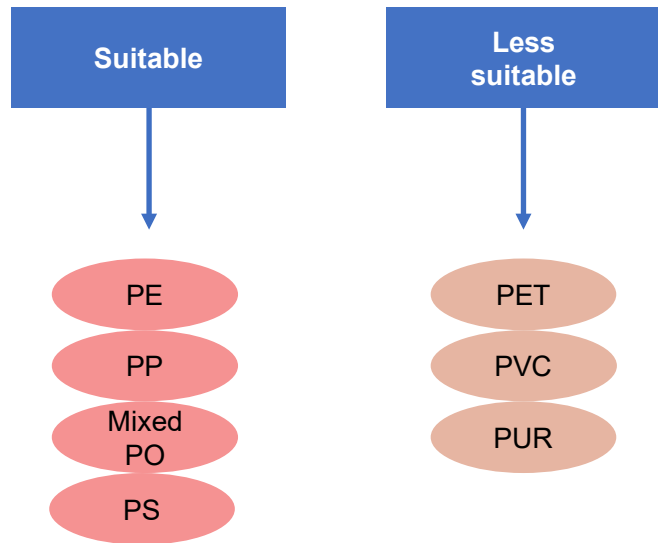 Suitable
Less
suitable
PE
PP
Mixed
PO
PS
PET
PVC
PUR